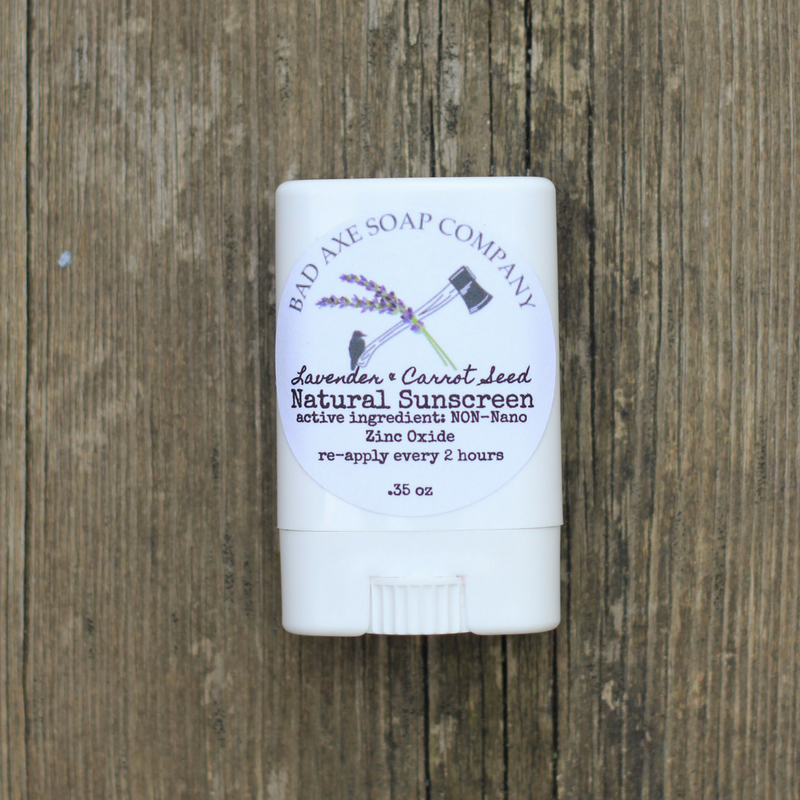 BAD AXE SOAP COMPANY
Lavender & Carrot Seed
Natural Sunscreen
active ingredient: NON-Nano
Zinc Oxide
re-apply every 2 hours
.35 oz